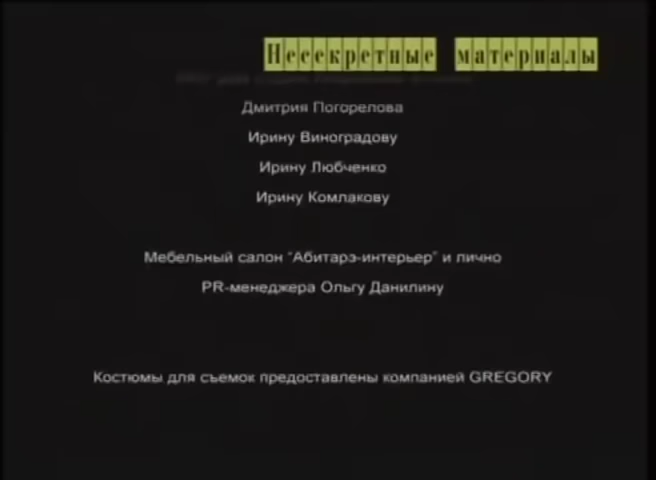 Несекретные материалы
Дмитрия Погорелова
Ирину Виноградову
Ирину Любченко
Ирину Комлакову
Мебельный салон "Абитарэ-интерьер" и лично
PR-менеджера Ольгу Данилину
Костюмы для съемок предоставлены компанией GREGORY